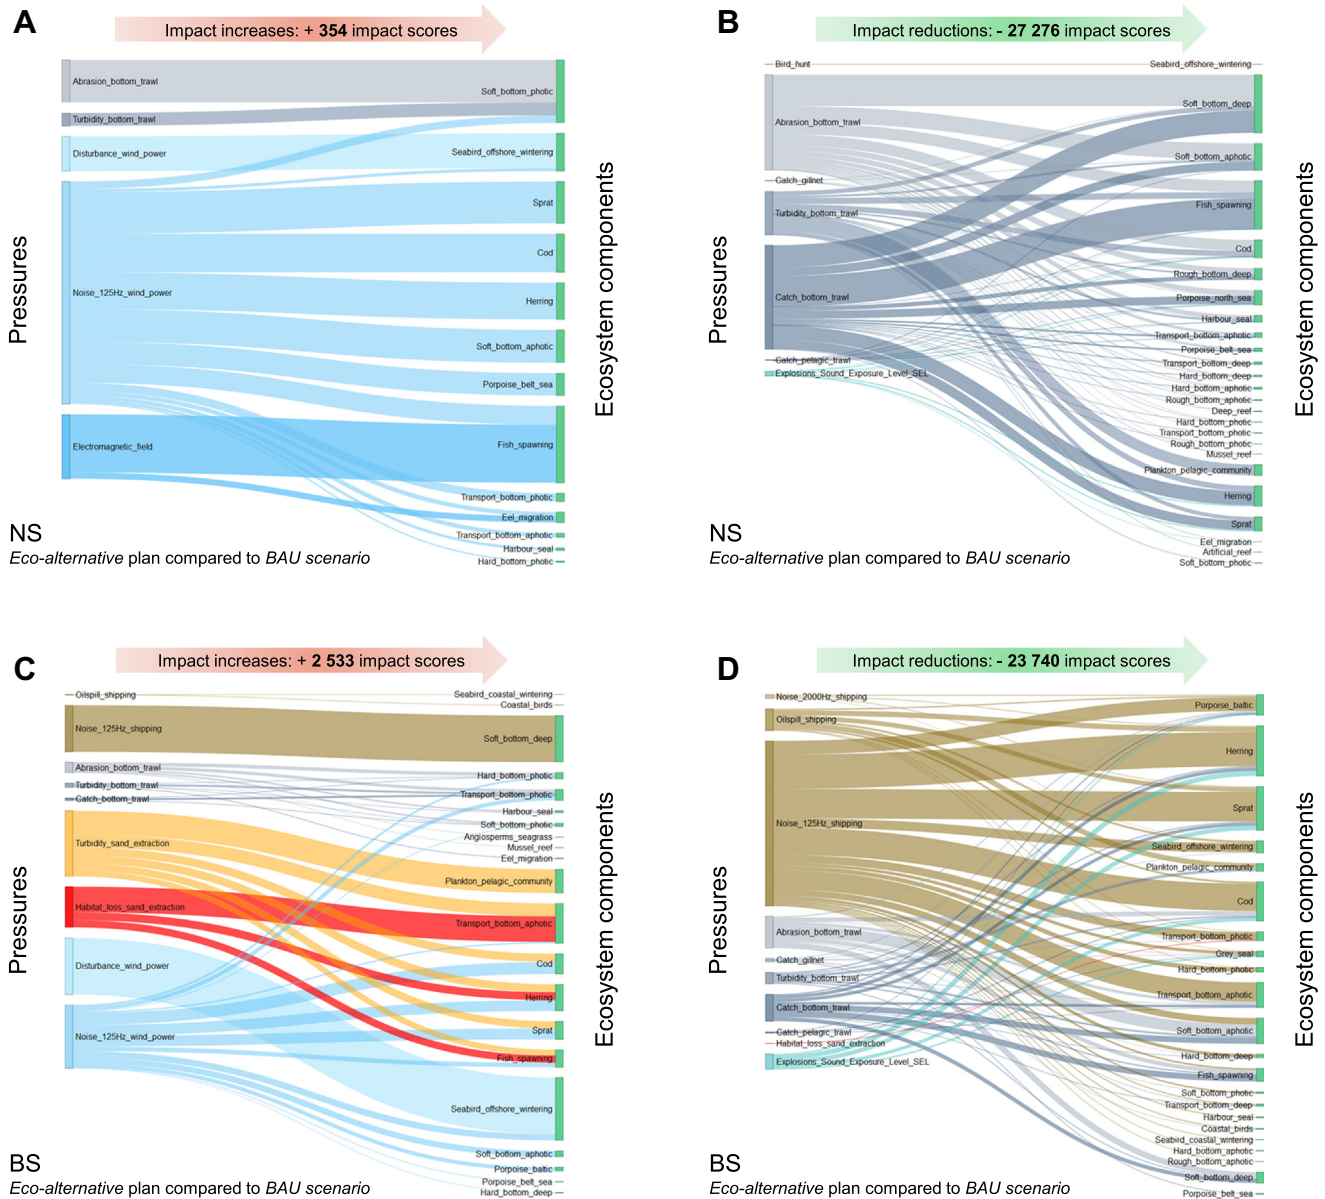 A
Impact increases: + 354 impact scores
Pressures
Abrasion_bottom_trawl
Turbidity_bottom_trawl
Disturbance_wind_power
Noise_125Hz_wind_power
Electromagnetic_field
Soft_bottom_photic
Seabird_offshore_wintering
Sprat
Cod
Herring
Soft_bottom_aphotic
Porpoise_belt_sea
Fish_spawning
Transport_bottom_photic
Eel_migration
Transport_bottom_aphotic
Harbour_seal
Hard_bottom_photic
Ecosystem components
NS
Eco-alternative plan compared to BAU scenario
B
Impact reductions: - 27 276 impact scores
Pressures
Bird_hunt
Abrasion_bottom_trawl
Catch_gillnet
Turbidity_bottom_trawl
Catch_bottom_trawl
Catch_pelagic_trawl
Explosions_Sound_Exposure_Level_SEL
Seabird_offshore_wintering
Soft_bottom_deep
Soft_bottom_aphotic
Fish_spawning
Cod
Rough_bottom_deep
Porpoise_north_sea
Harbour_seal
Transport_bottom_aphotic
Porpoise_belt_sea
Transport_bottom_deep
Hard_bottom_deep
Hard_bottom_aphotic
Rough_bottom_aphotic
Deep_reef
Hard_bottom_photic
Transport_bottom_photic
Rough_bottom_photic
Mussel_reef
Plankton_pelagic_community
Herring
Sprat
Eel_migration
Artificial_reef
Soft_bottom_photic
Ecosystem components
NS
Eco-alternative plan compared to BAU scenario
C
Impact increases: + 2 533 impact scores
Pressures
Oilspill_shipping
Noise_125Hz_shipping
Abrasion_bottom_trawl
Turbidity_bottom_trawl
Catch_bottom_trawl
Turbidity_sand_extraction
Habitat_loss_sand_extraction
Disturbance_wind_power
Noise_125Hz_wind_power
Seabird_coastal_wintering
Coastal_birds
Soft_bottom_deep
Hard_bottom_photic
Transport_bottom_photic
Harbour_seal
Soft_bottom_photic
Angiosperms_seagrass
Mussel_reef
Eel_migration
Plankton_pelagic_community
Transport_bottom_aphotic
Cod
Herring
Sprat
Fish_spawning
Seabird_offshore_wintering
Soft_bottom_aphotic
Porpoise_baltic
Porpoise_belt_sea
Hard_bottom_deep
Ecosystem components
BS
Eco-alternative plan compared to BAU scenario
D
Impact reductions: - 23 740 impact scores
Pressures
Noise_2000Hz_shipping
Oilspill_shipping
Noise_125Hz_shipping
Abrasion_bottom_trawl
Catch_gillnet
Turbidity_bottom_trawl
Catch_bottom_trawl
Catch_pelagic_trawl
Habitat_loss_sand_extraction
Explosions_Sound_Exposure_Level_SEL
Porpoise_baltic
Herring
Sprat
Seabird_offshore_wintering
Plankton_pelagic_community
Cod
Transport_bottom_photic
Grey_seal
Hard_bottom_photic
Transport_bottom_aphotic
Soft_bottom_aphotic
Hard_bottom_deep
Fish_spawning
Soft_bottom_photic
Transport_bottom_deep
Harbour_seal
Coastal_birds
Seabird_coastal_wintering
Hard_bottom_aphotic
Rough_bottom_aphotic
Soft_bottom_deep
Porpoise_belt_sea
Ecosystem components
BS
Eco-alternative plan compared to BAU scenario